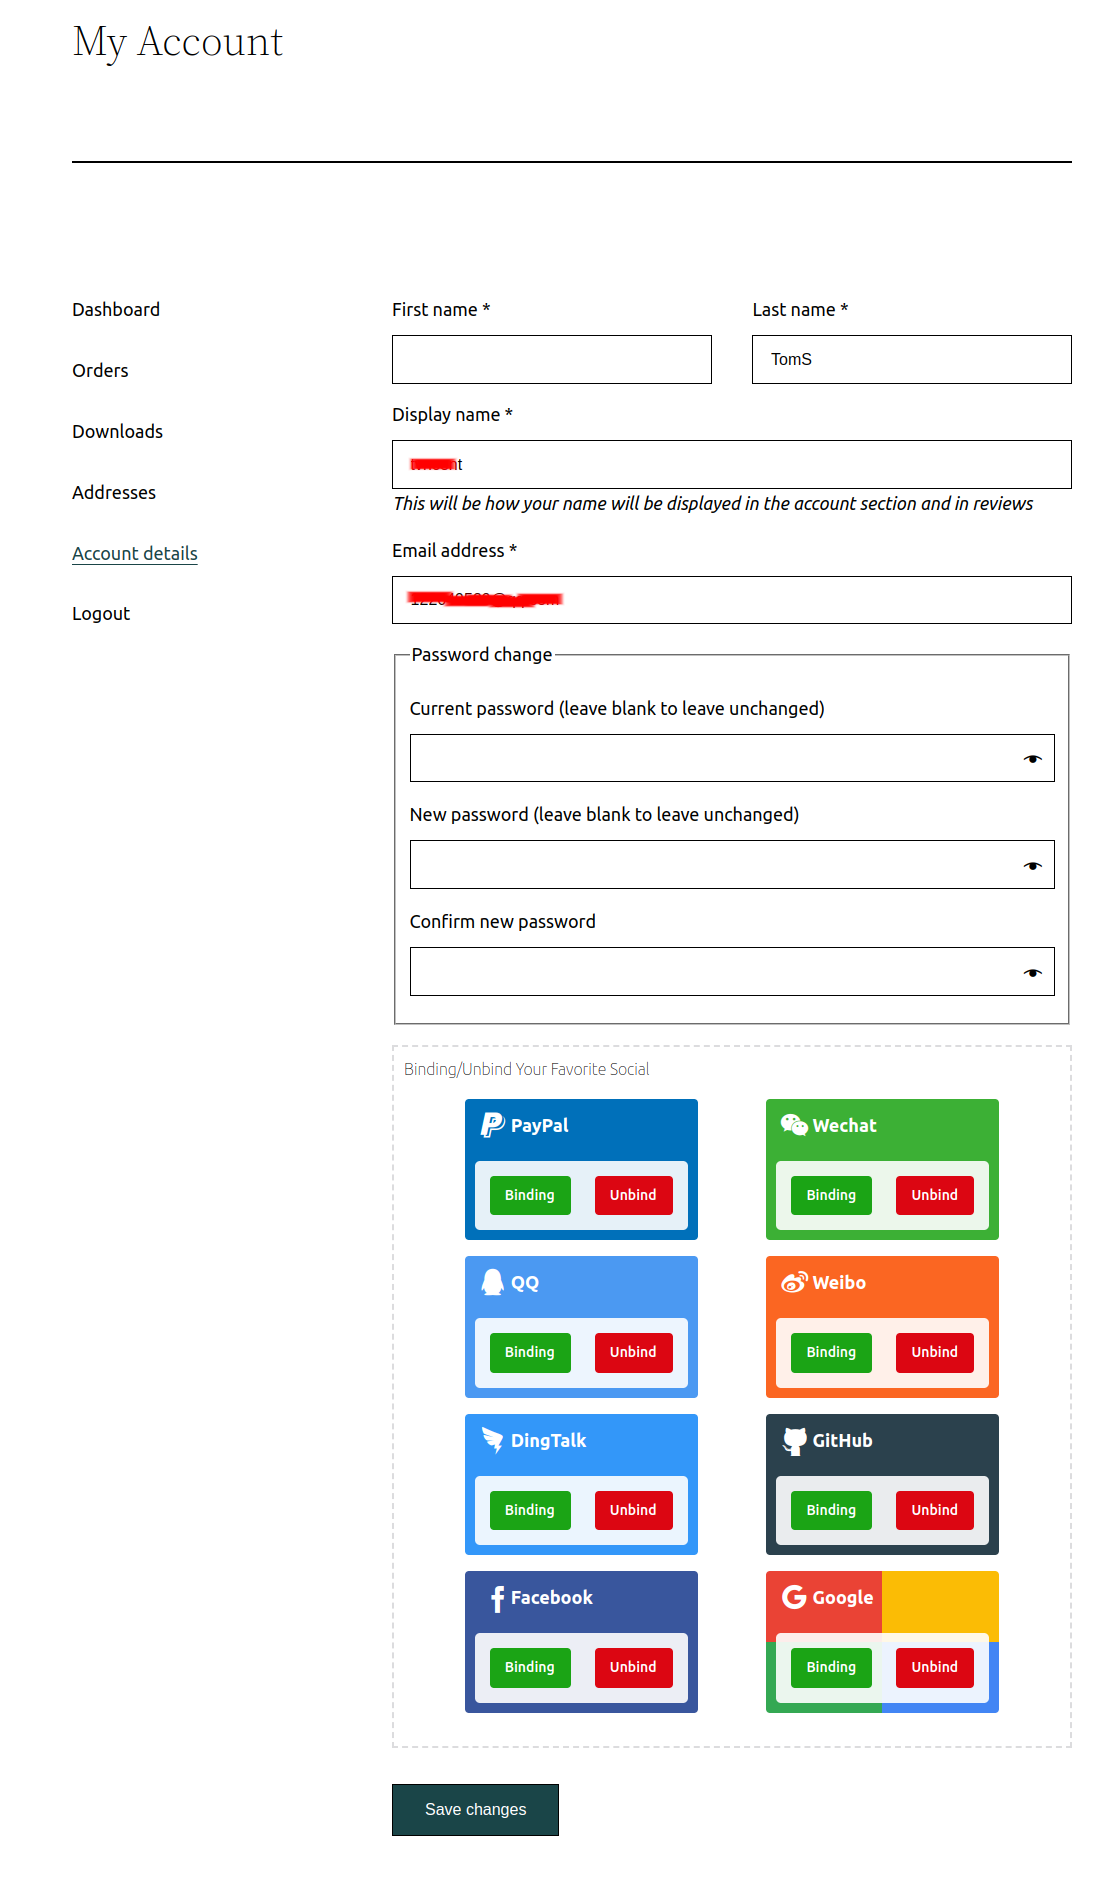 My Account
Dashboard
Orders
Downloads
Addresses
Account details
Logout
First name *
Last name *
TomS
Display name *
This will be how your name will be displayed in the account section and in reviews
Email address *
Password change
Current password (leave blank to leave unchanged)
New password (leave blank to leave unchanged)
Confirm new password
Binding/Unbind Your Favorite Social
PayPal
Binding Unbind
Wechat
Binding Unbind
QQ
Binding Unbind
Weibo
Binding Unbind
DingTalk
Binding Unbind
GitHub
Binding Unbind
Facebook
Binding Unbind
Google
Binding Unbind
Save changes